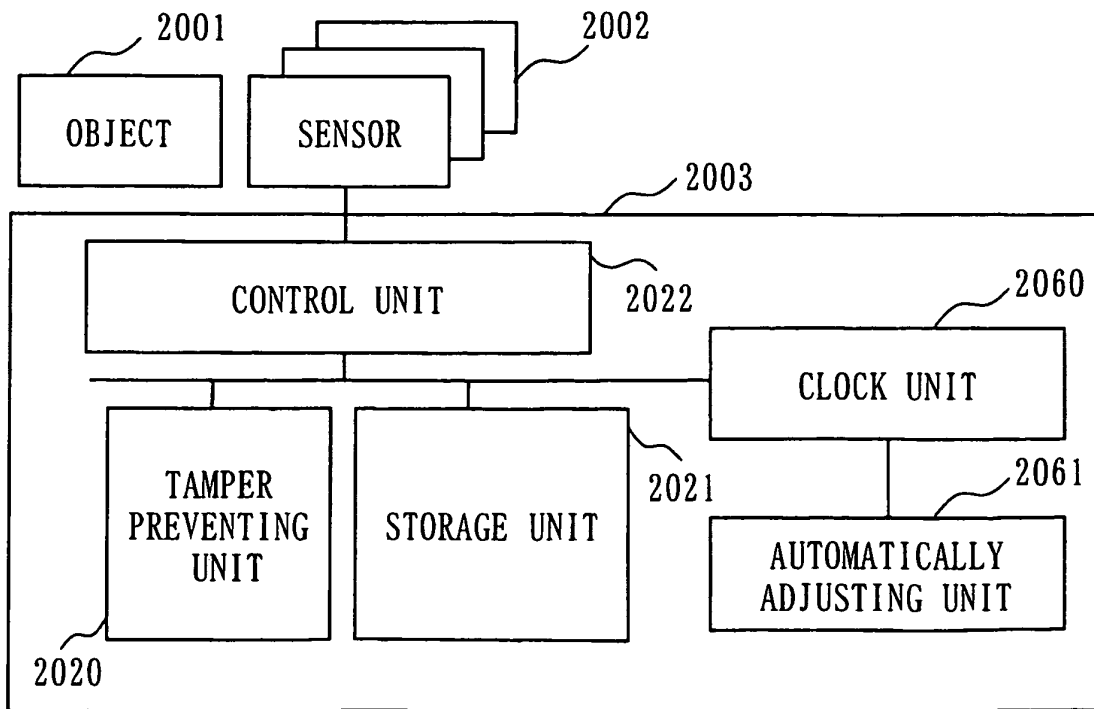 2001
2002
OBJECT
SENSOR
2003
CONTROL UNIT
2022
2060
CLOCK UNIT
TAMPER
PREVENTING
UNIT
STORAGE UNIT
2021
2061
AUTOMATICALLY
ADJUSTING UNIT
2020